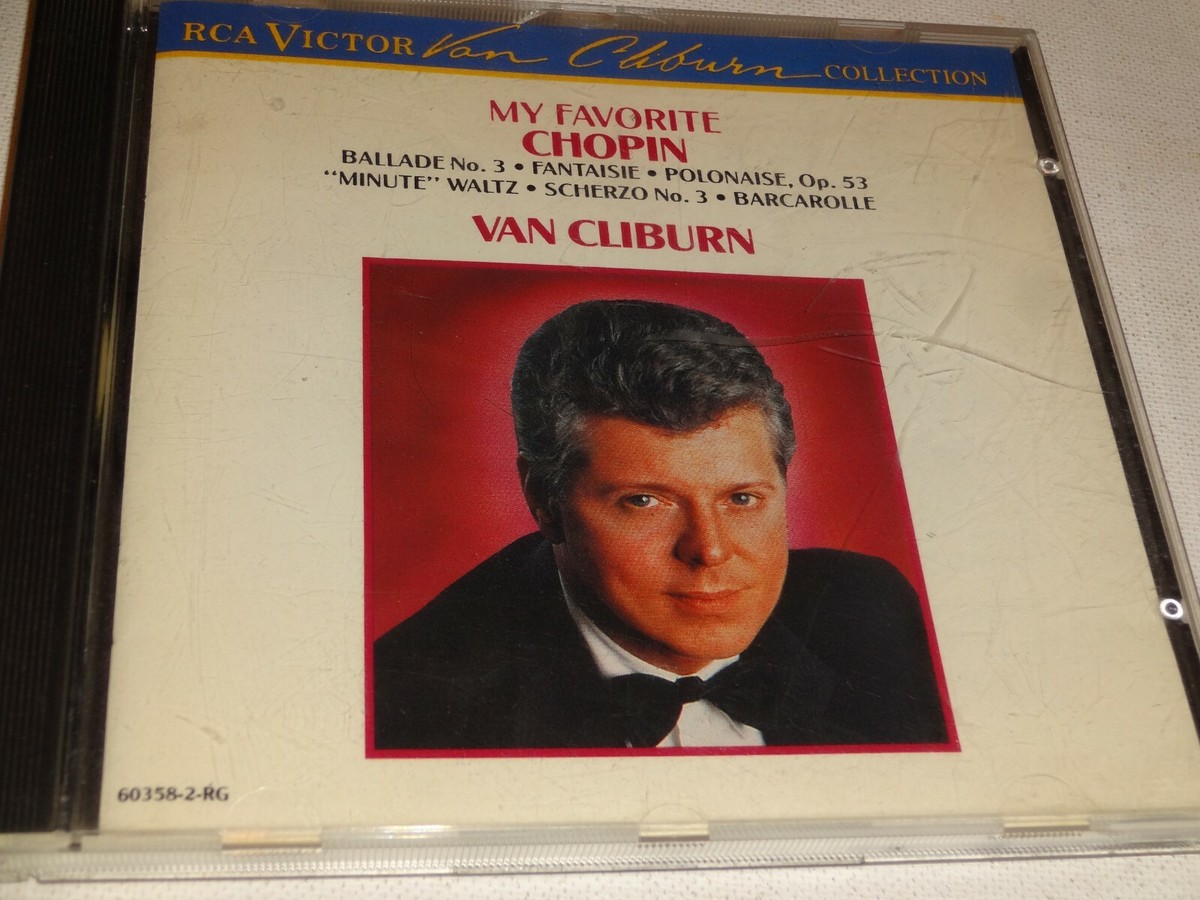 RCA VICTOR Van Cliburn COLLECTION
MY FAVORITE
CHOPIN
BALLADE No. 3 • FANTAISIE • POLONAISE, Op. 53
“MINUTE” WALTZ • SCHERZO No. 3 • BARCAROLLE
VAN CLIBURN
60358-2-RG